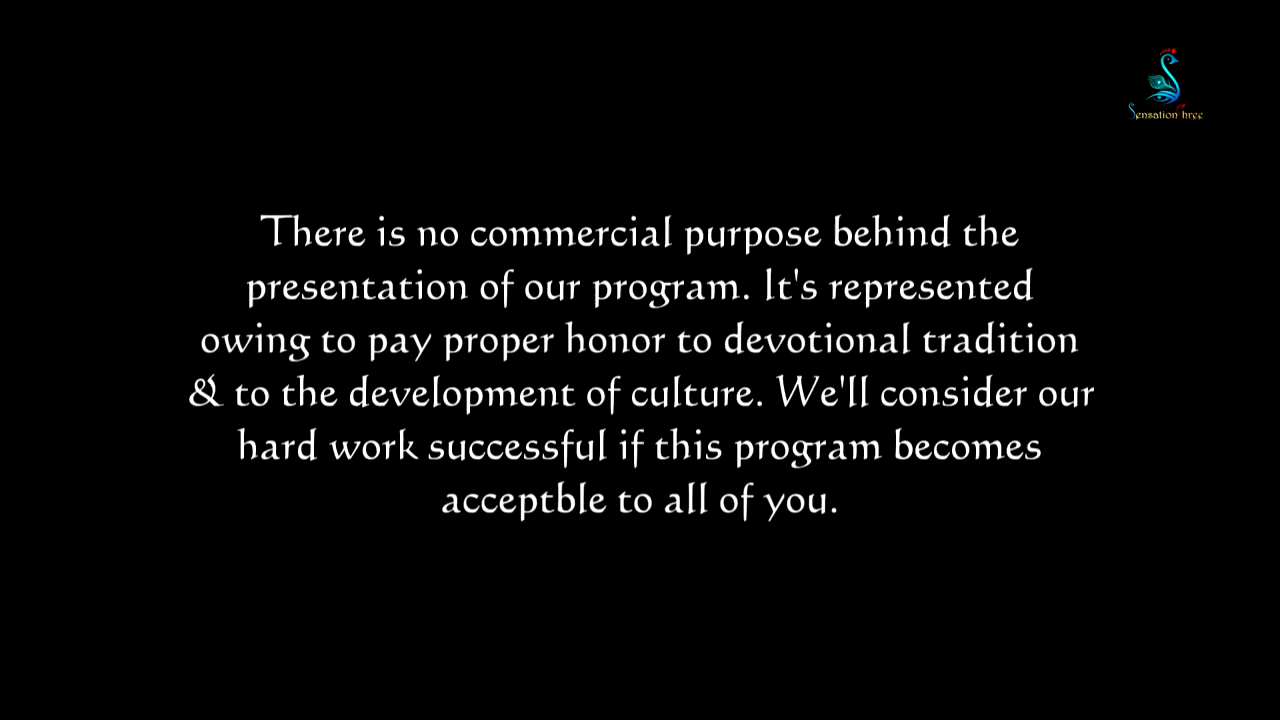 Sensation hree
There is no commercial purpose behind the
presentation of our program. It's represented
owing to pay proper honor to devotional tradition
& to the development of culture. We'll consider our
hard work successful if this program becomes
acceptble to all of you.